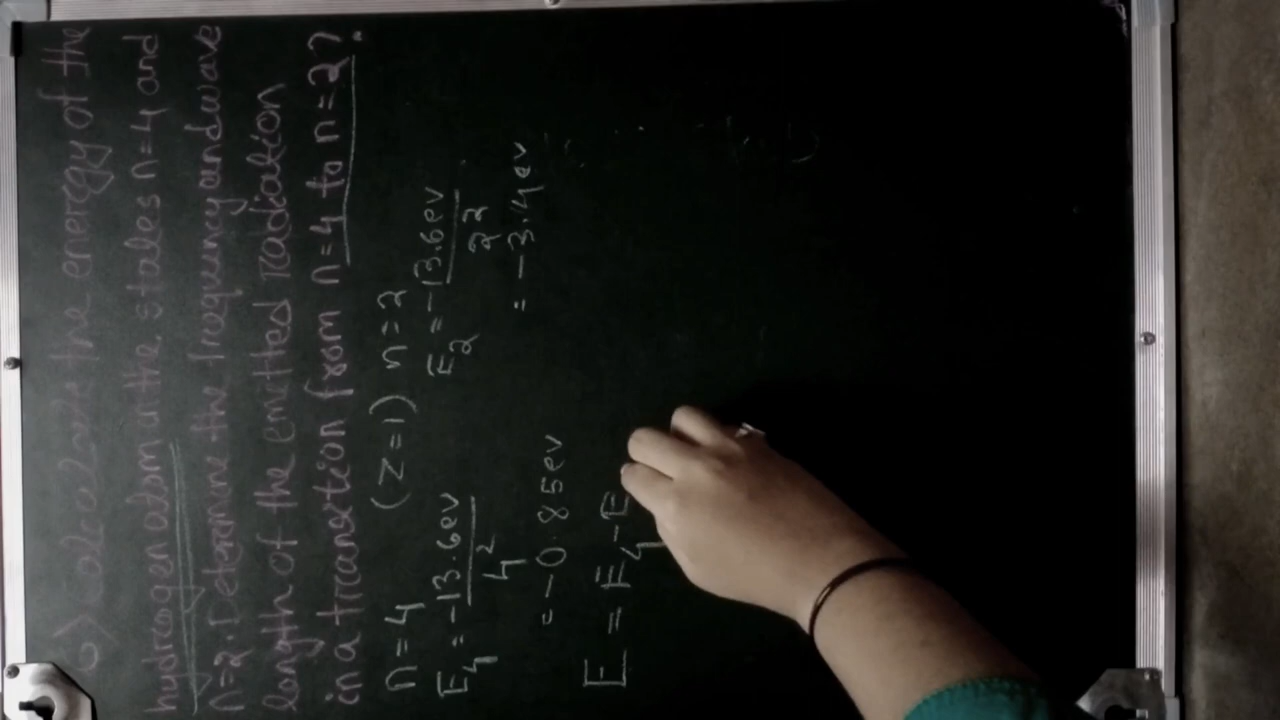 6) calculate the energy of the
hydrogen atom in the states n=4 and
n=2. Determine the frequency and wave
length of the emitted radiation
in a transition from n=4 to n=2?
n=4 (Z=1) n=2
E₄ = -13.6ev/4² E₂ = -13.6ev/2²
= -0.85ev = -3.4ev
E = E₄-E